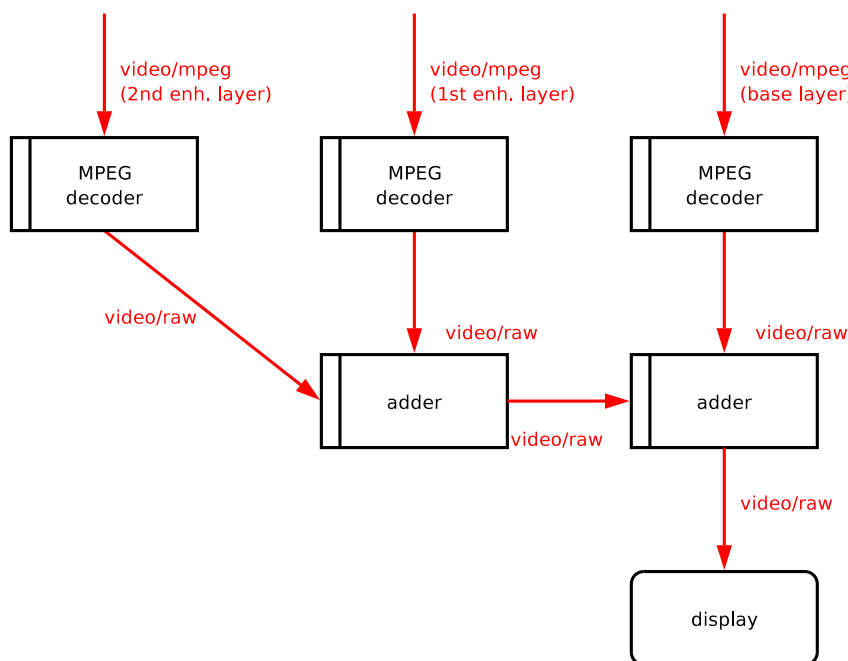 video/mpeg
(2nd enh. layer)
video/mpeg
(1st enh. layer)
video/mpeg
(base layer)
MPEG
decoder
MPEG
decoder
MPEG
decoder
video/raw
video/raw
video/raw
adder
adder
video/raw
video/raw
display